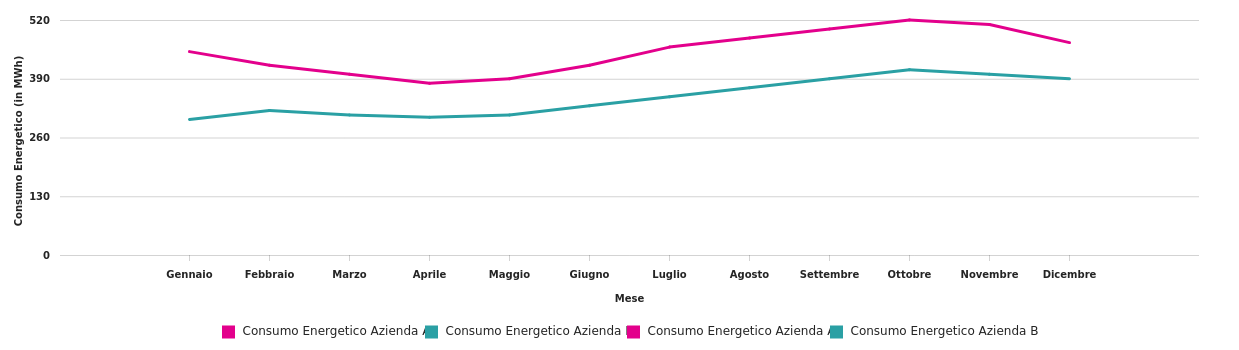 520
390
260
130
0
Consumo Energetico (in MWh)
Gennaio Febbraio Marzo Aprile Maggio Giugno Luglio Agosto Settembre Ottobre Novembre Dicembre
Mese
Consumo Energetico Azienda A Consumo Energetico Azienda Consumo Energetico Azienda A Consumo Energetico Azienda B